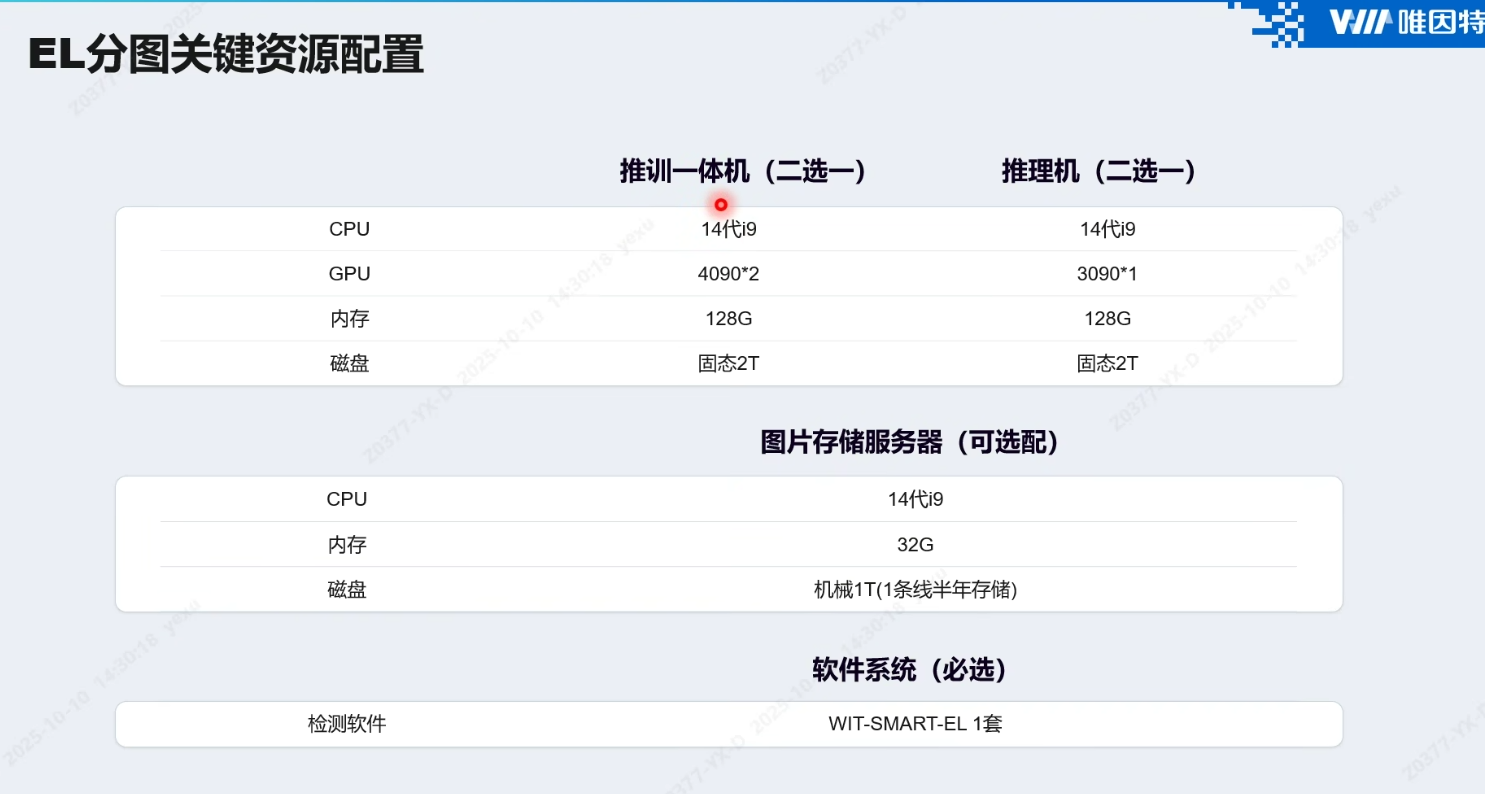 WIT 唯因特
EL分图关键资源配置
推训一体机（二选一） 推理机（二选一）
CPU 14代i9 14代i9
GPU 4090*2 3090*1
内存 128G 128G
磁盘 固态2T 固态2T
图片存储服务器（可选配）
CPU 14代i9
内存 32G
磁盘 机械1T(1条线半年存储)
软件系统（必选）
检测软件 WIT-SMART-EL 1套
Z0377-YX-D 2025-10-10 14:30:18 yexu